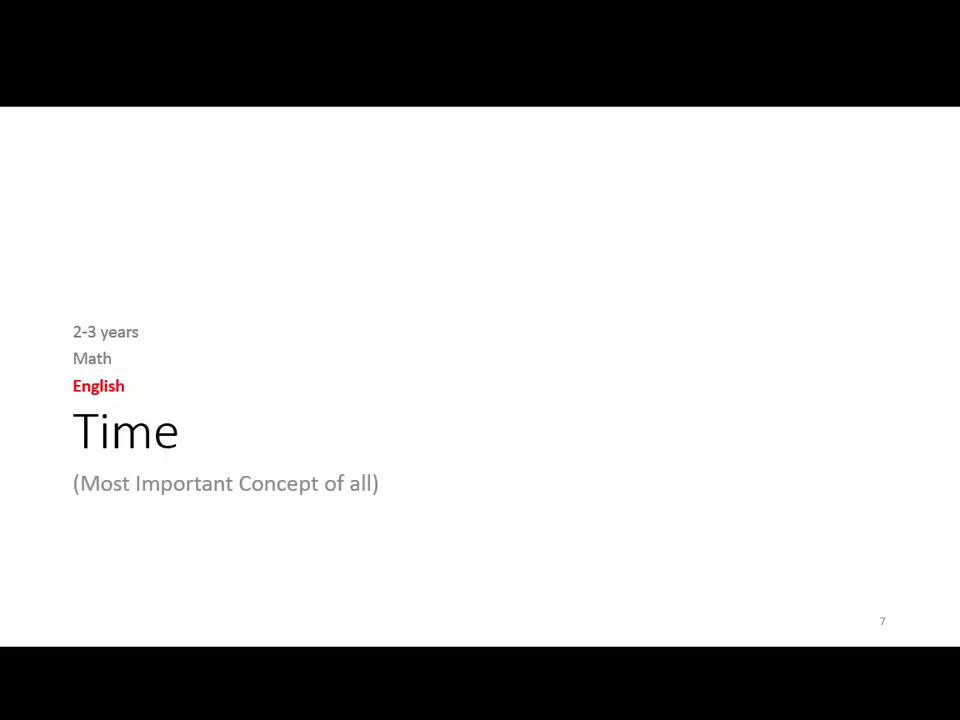 2-3 years
Math
English
Time
(Most Important Concept of all)
7